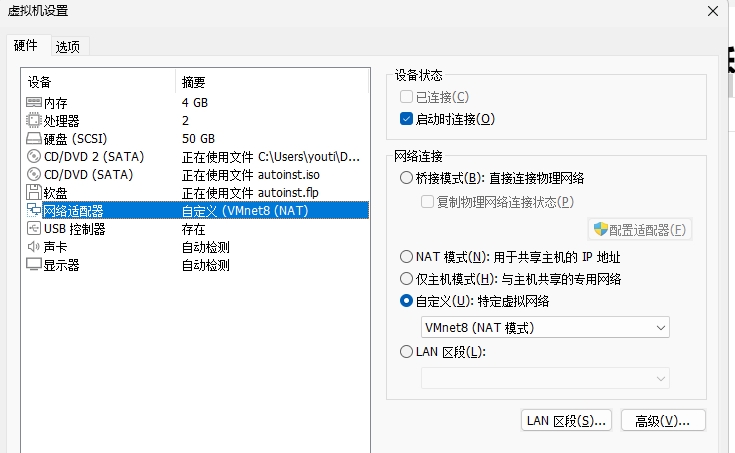 虚拟机设置
硬件 选项
设备 摘要
内存 4 GB
处理器 2
硬盘 (SCSI) 50 GB
CD/DVD 2 (SATA) 正在使用文件 C:\Users\youti\D...
CD/DVD (SATA) 正在使用文件 autoinst.iso
软盘 正在使用文件 autoinst.flp
网络适配器 自定义 (VMnet8 (NAT)
USB 控制器 存在
声卡 自动检测
显示器 自动检测
设备状态
已连接(C)
启动时连接(O)
网络连接
桥接模式(B): 直接连接物理网络
复制物理网络连接状态(P)
配置适配器(F)
NAT 模式(N): 用于共享主机的 IP 地址
仅主机模式(H): 与主机共享的专用网络
自定义(U): 特定虚拟网络
VMnet8 (NAT 模式)
LAN 区段(L):
LAN 区段(S)... 高级(V)...